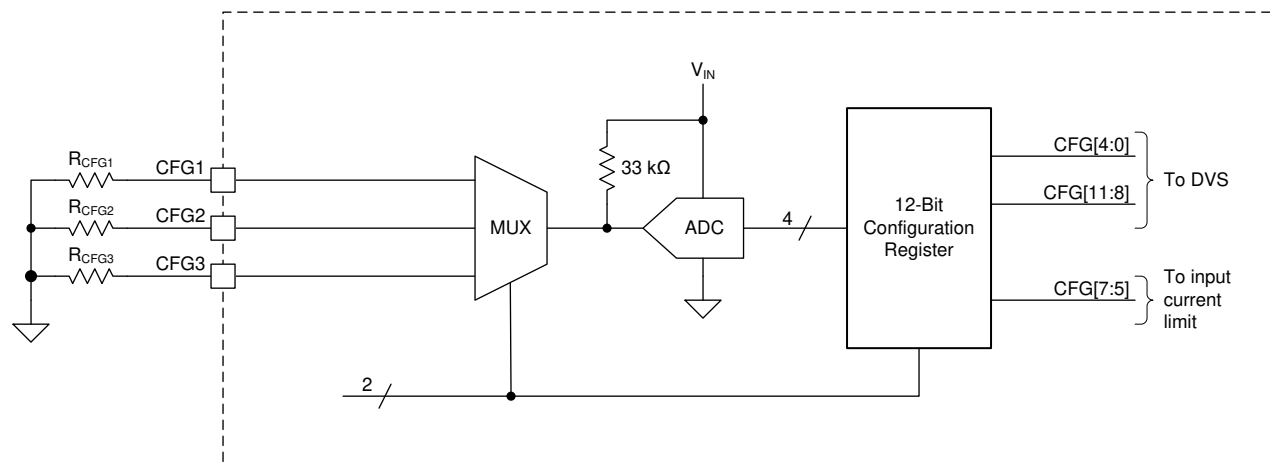 V_IN
R_CFG1
CFG1
33 kΩ
CFG[4:0]
R_CFG2
CFG2
MUX
ADC
4
12-Bit
Configuration
Register
CFG[11:8]
To DVS
R_CFG3
CFG3
CFG[7:5]
To input
current
limit
2